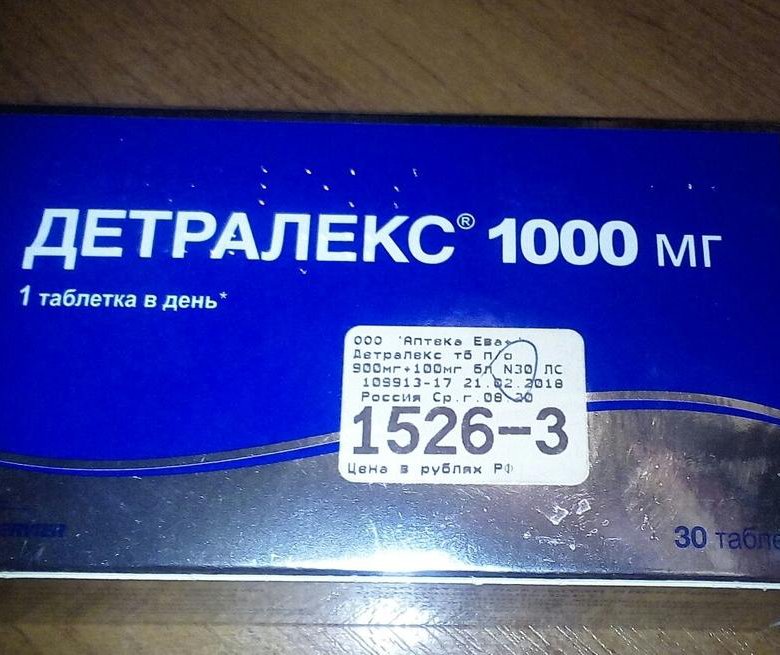 ДЕТРАЛЕКС® 1000 МГ
1 таблетка в день*
ООО 'Аптека Ева+
Детралекс тб п/о
900мг+100мг бл N30 ЛС
109913-17 21.02.2018
Россия Ср.г.08 20
1526-3
Цена в рублях РФ
30 табле